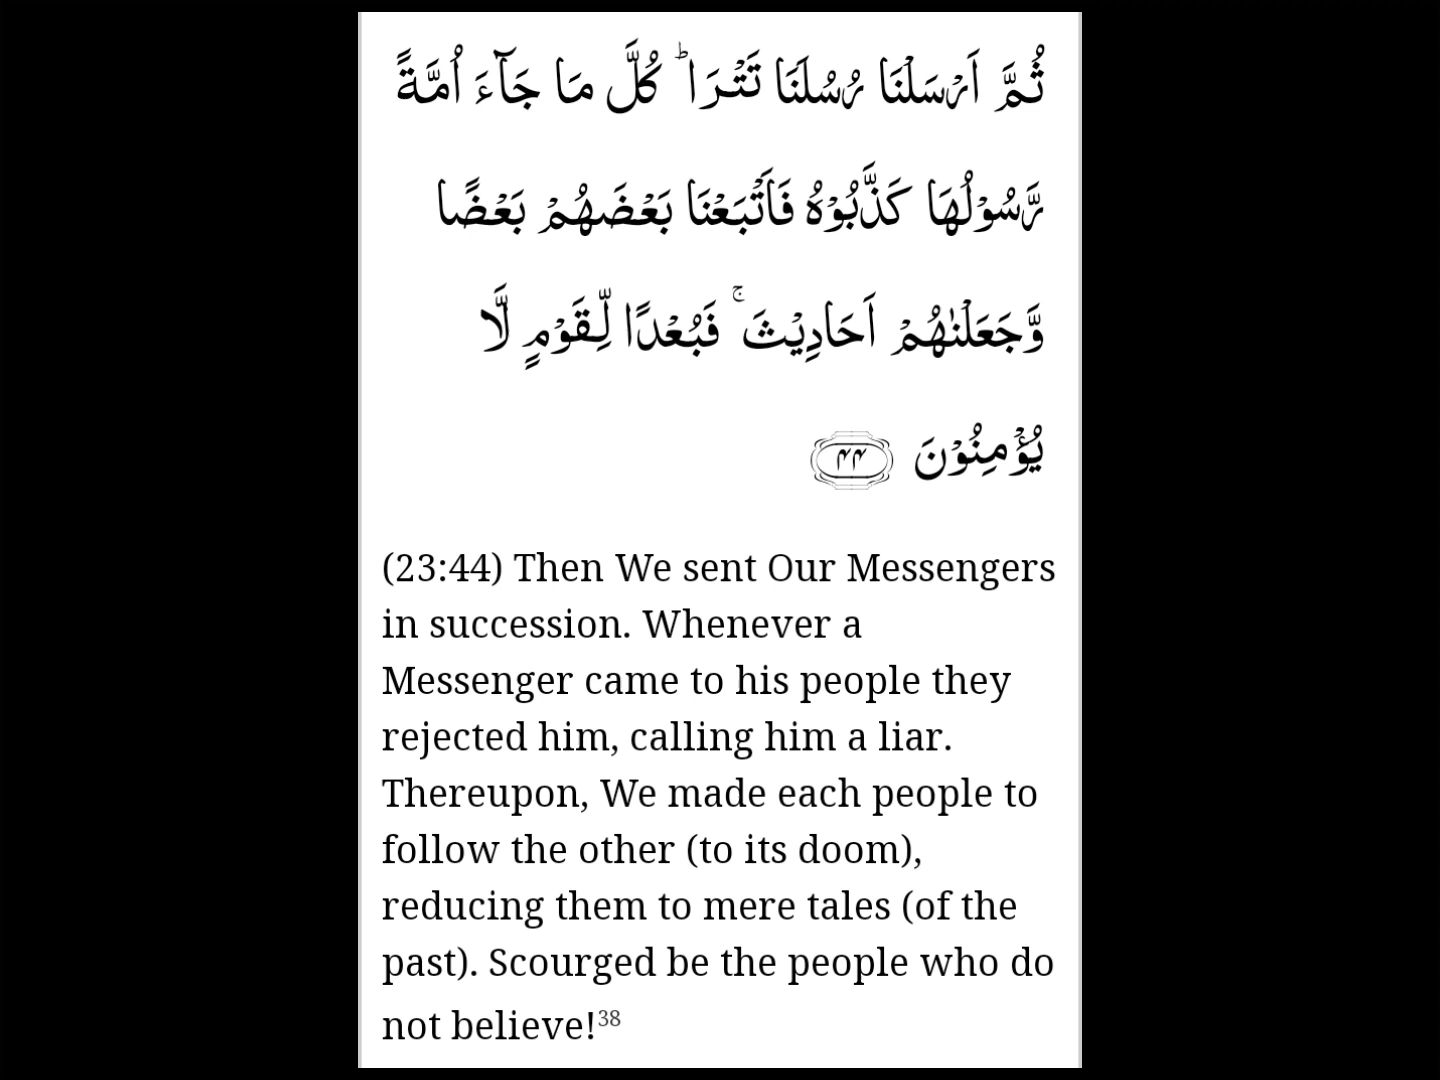 ثُمَّ اَرْسَلْنَا رُسُلَنَا تَتْرَا ؕ كُلَّ مَا جَآءَ اُمَّةً
رَّسُوْلُهَا كَذَّبُوْهُ فَاَتْبَعْنَا بَعْضَهُمْ بَعْضًا
وَّجَعَلْنٰهُمْ اَحَادِيْثَ ۚ فَبُعْدًا لِّقَوْمٍ لَّا
يُؤْمِنُوْنَ ۴۴
(23:44) Then We sent Our Messengers
in succession. Whenever a
Messenger came to his people they
rejected him, calling him a liar.
Thereupon, We made each people to
follow the other (to its doom),
reducing them to mere tales (of the
past). Scourged be the people who do
not believe!38